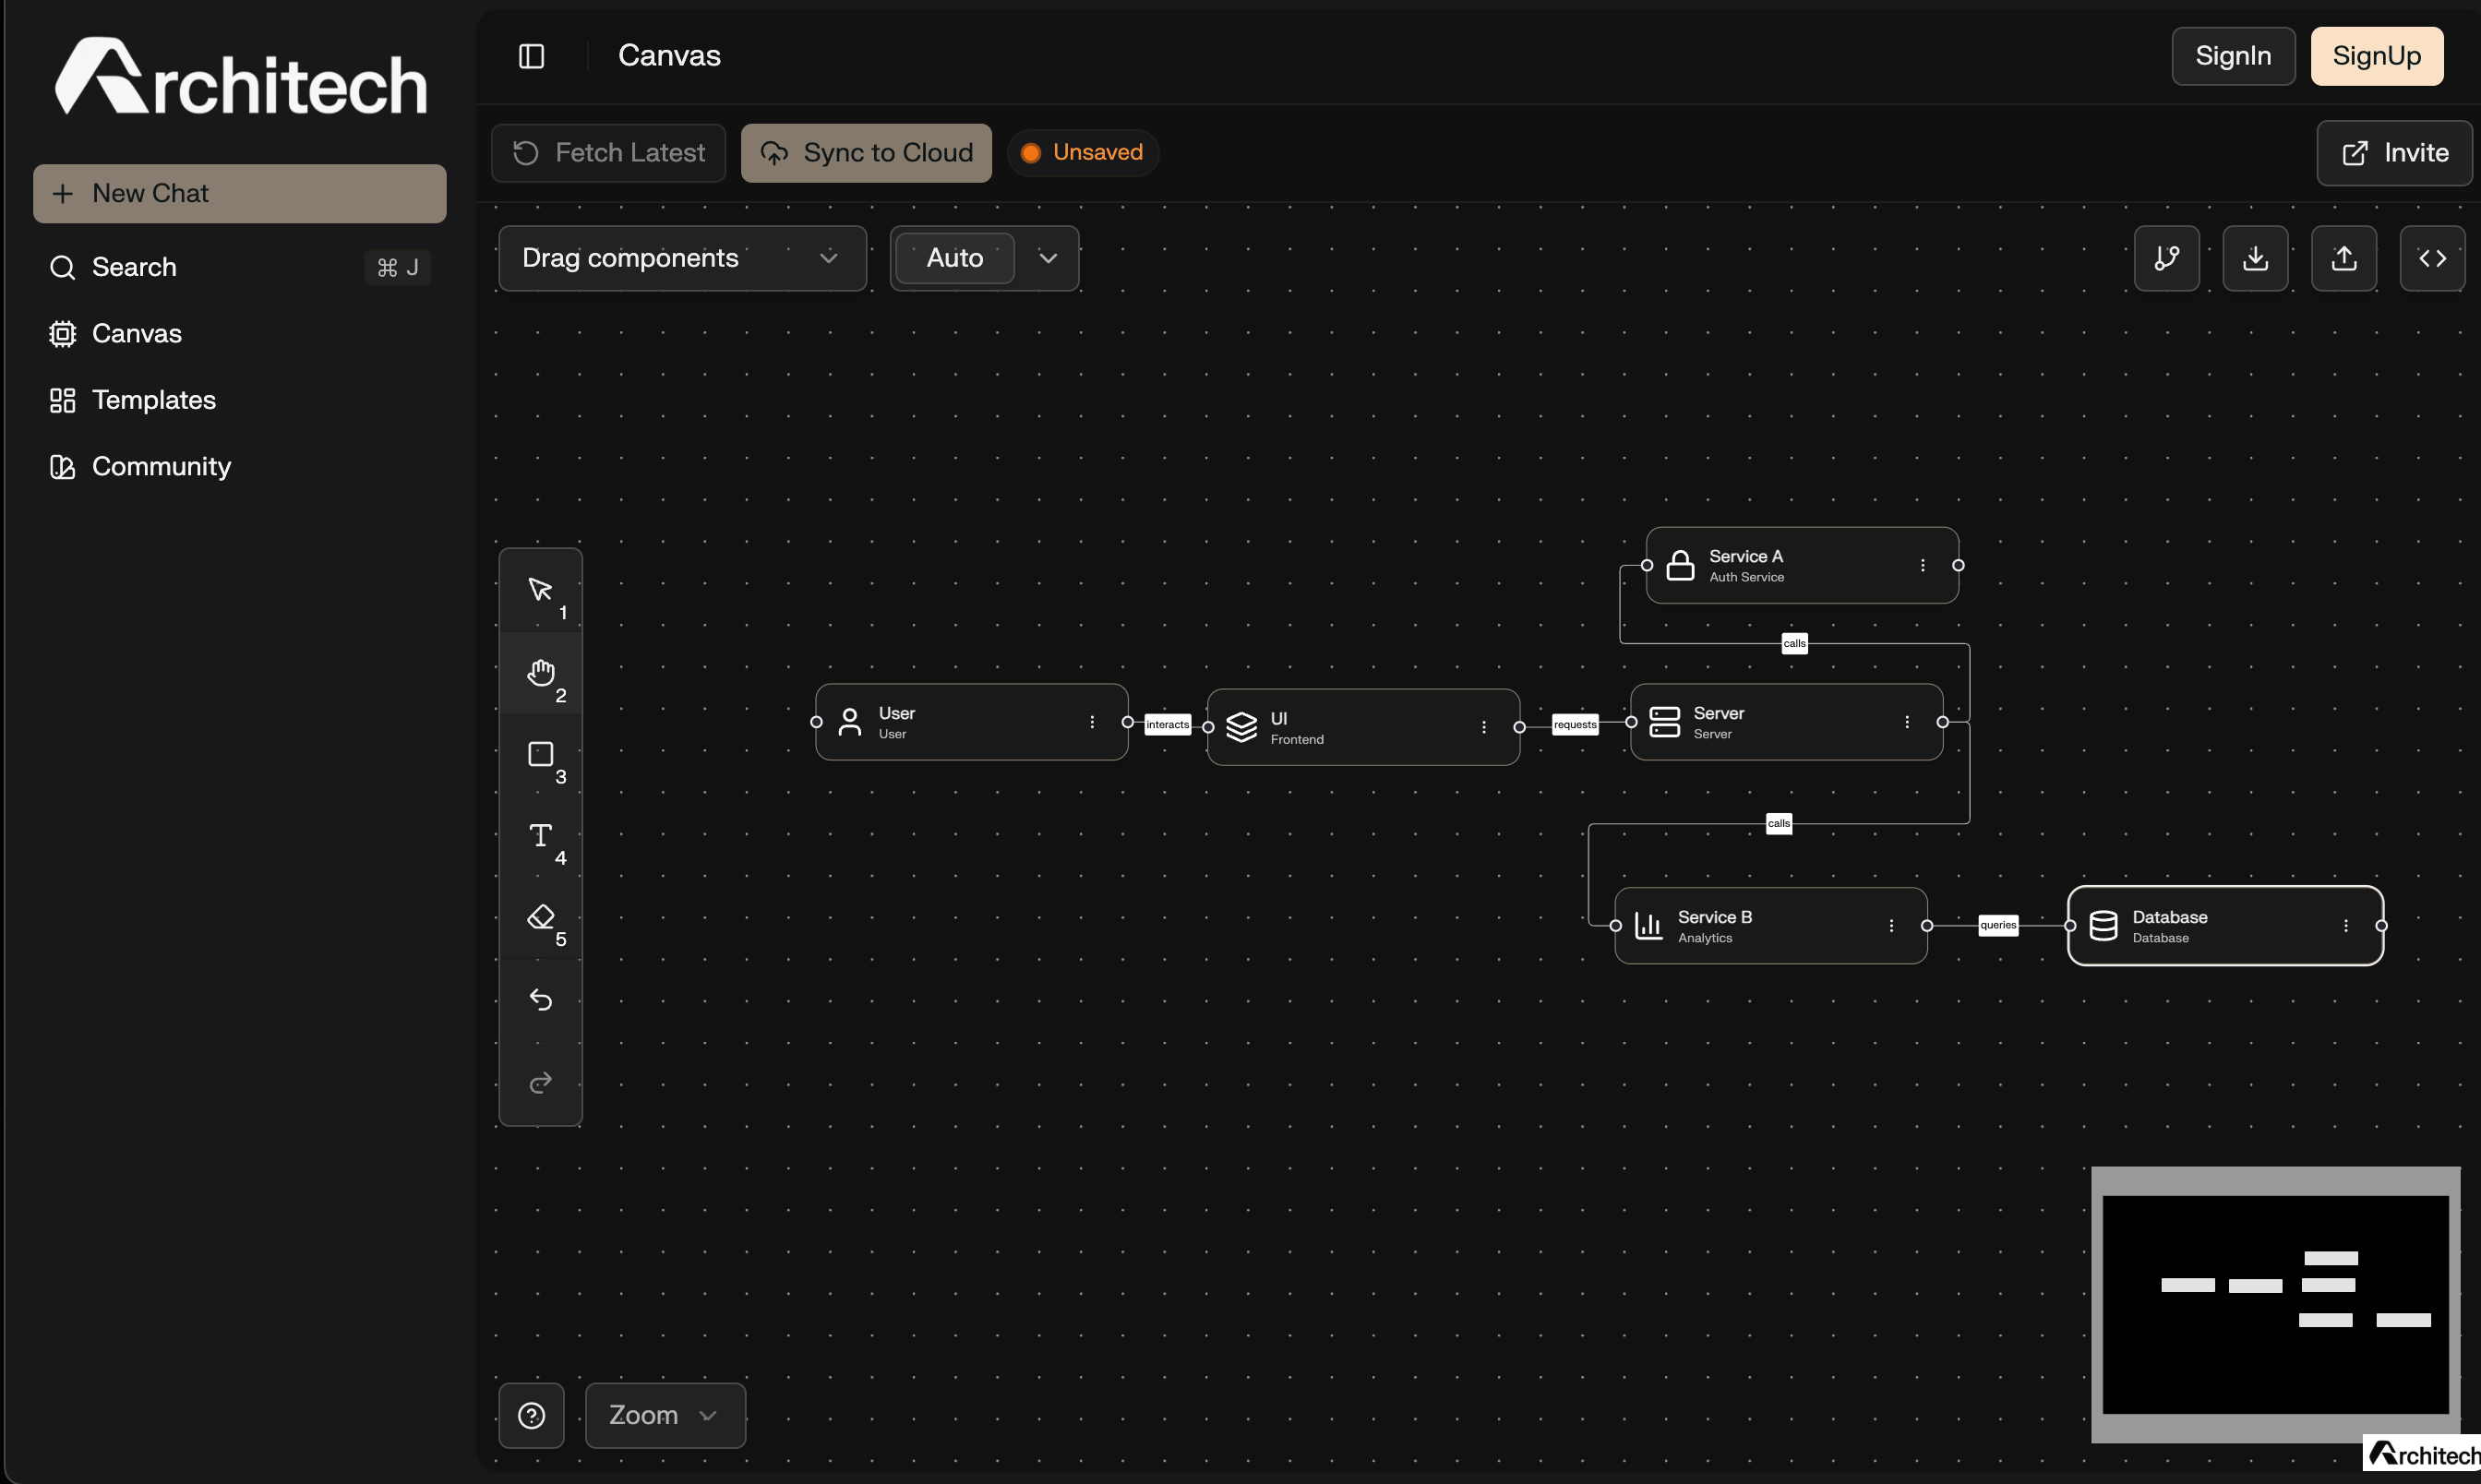 Architech
New Chat
Search
⌘ J
Canvas
Templates
Community
Canvas
SignIn
SignUp
Fetch Latest
Sync to Cloud
Unsaved
Invite
Drag components
Auto
1
2
3
4
5
Service A
Auth Service
calls
User
User
interacts
UI
Frontend
requests
Server
Server
calls
Service B
Analytics
queries
Database
Database
?
Zoom
Architech